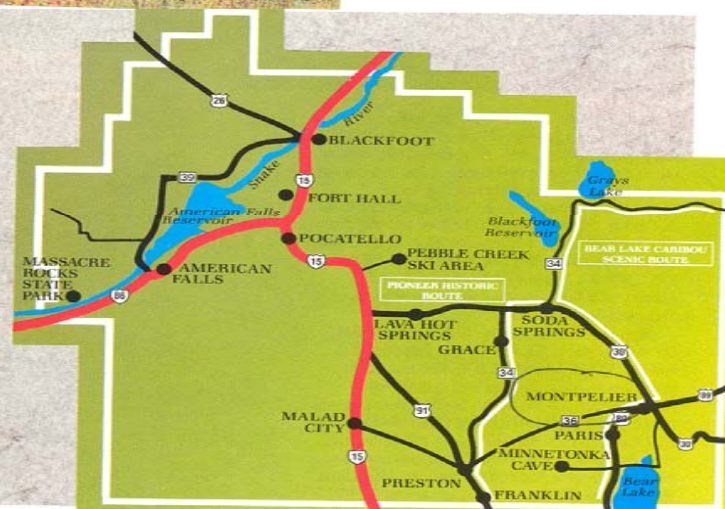 26
River
BLACKFOOT
39
Snake
15
FORT HALL
Grays
Lake
American Falls
Reservoir
Blackfoot
Reservoir
POCATELLO
BEAR LAKE CARIBOU
SCENIC ROUTE
MASSACRE
ROCKS
STATE
PARK
AMERICAN
FALLS
86
15
PEBBLE CREEK
SKI AREA
34
PIONEER HISTORIC
ROUTE
LAVA HOT
SPRINGS
SODA
SPRINGS
GRACE
30
34
MONTPELIER
89
91
MALAD
CITY
36
89
PARIS
30
15
MINNETONKA
CAVE
PRESTON
FRANKLIN
Bear
Lake